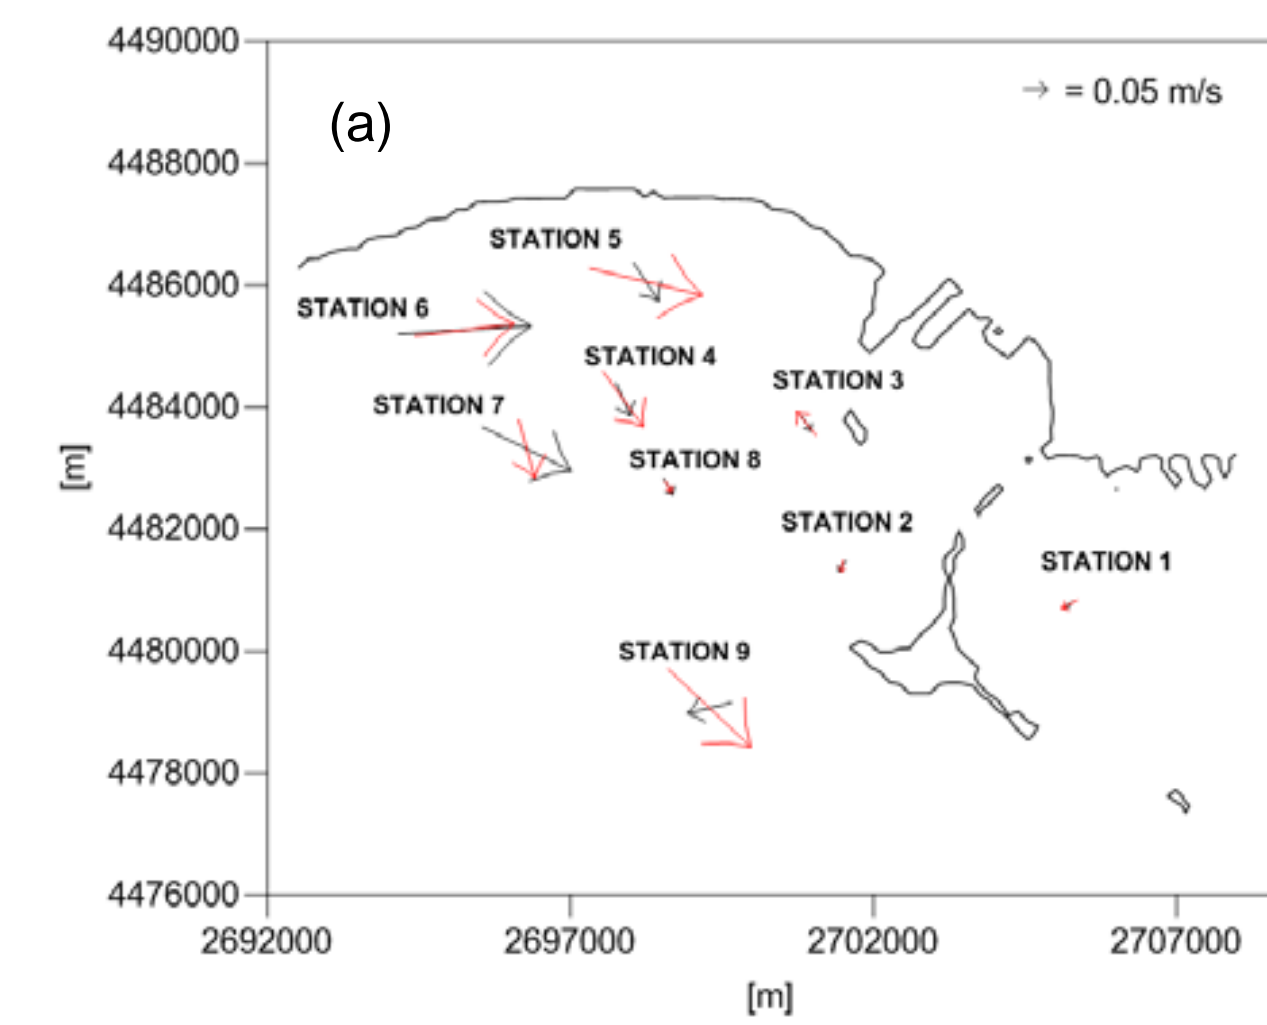 4490000
→ = 0.05 m/s
(a)
4488000
STATION 5
4486000
STATION 6
STATION 4
STATION 3
4484000
STATION 7
[m]
STATION 8
4482000
STATION 2
STATION 1
4480000
STATION 9
4478000
4476000
2692000 2697000 2702000 2707000
[m]